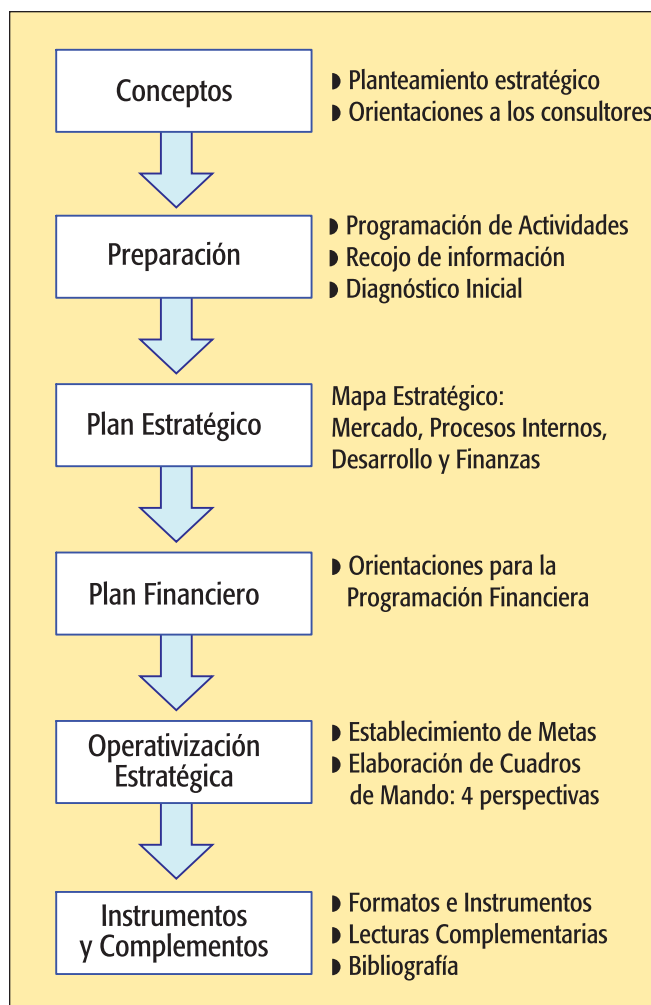 Conceptos
◗ Planteamiento estratégico
◗ Orientaciones a los consultores
Preparación
◗ Programación de Actividades
◗ Recojo de información
◗ Diagnóstico Inicial
Plan Estratégico
Mapa Estratégico:
Mercado, Procesos Internos,
Desarrollo y Finanzas
Plan Financiero
◗ Orientaciones para la
Programación Financiera
Operativización
Estratégica
◗ Establecimiento de Metas
◗ Elaboración de Cuadros
de Mando: 4 perspectivas
Instrumentos
y Complementos
◗ Formatos e Instrumentos
◗ Lecturas Complementarias
◗ Bibliografía